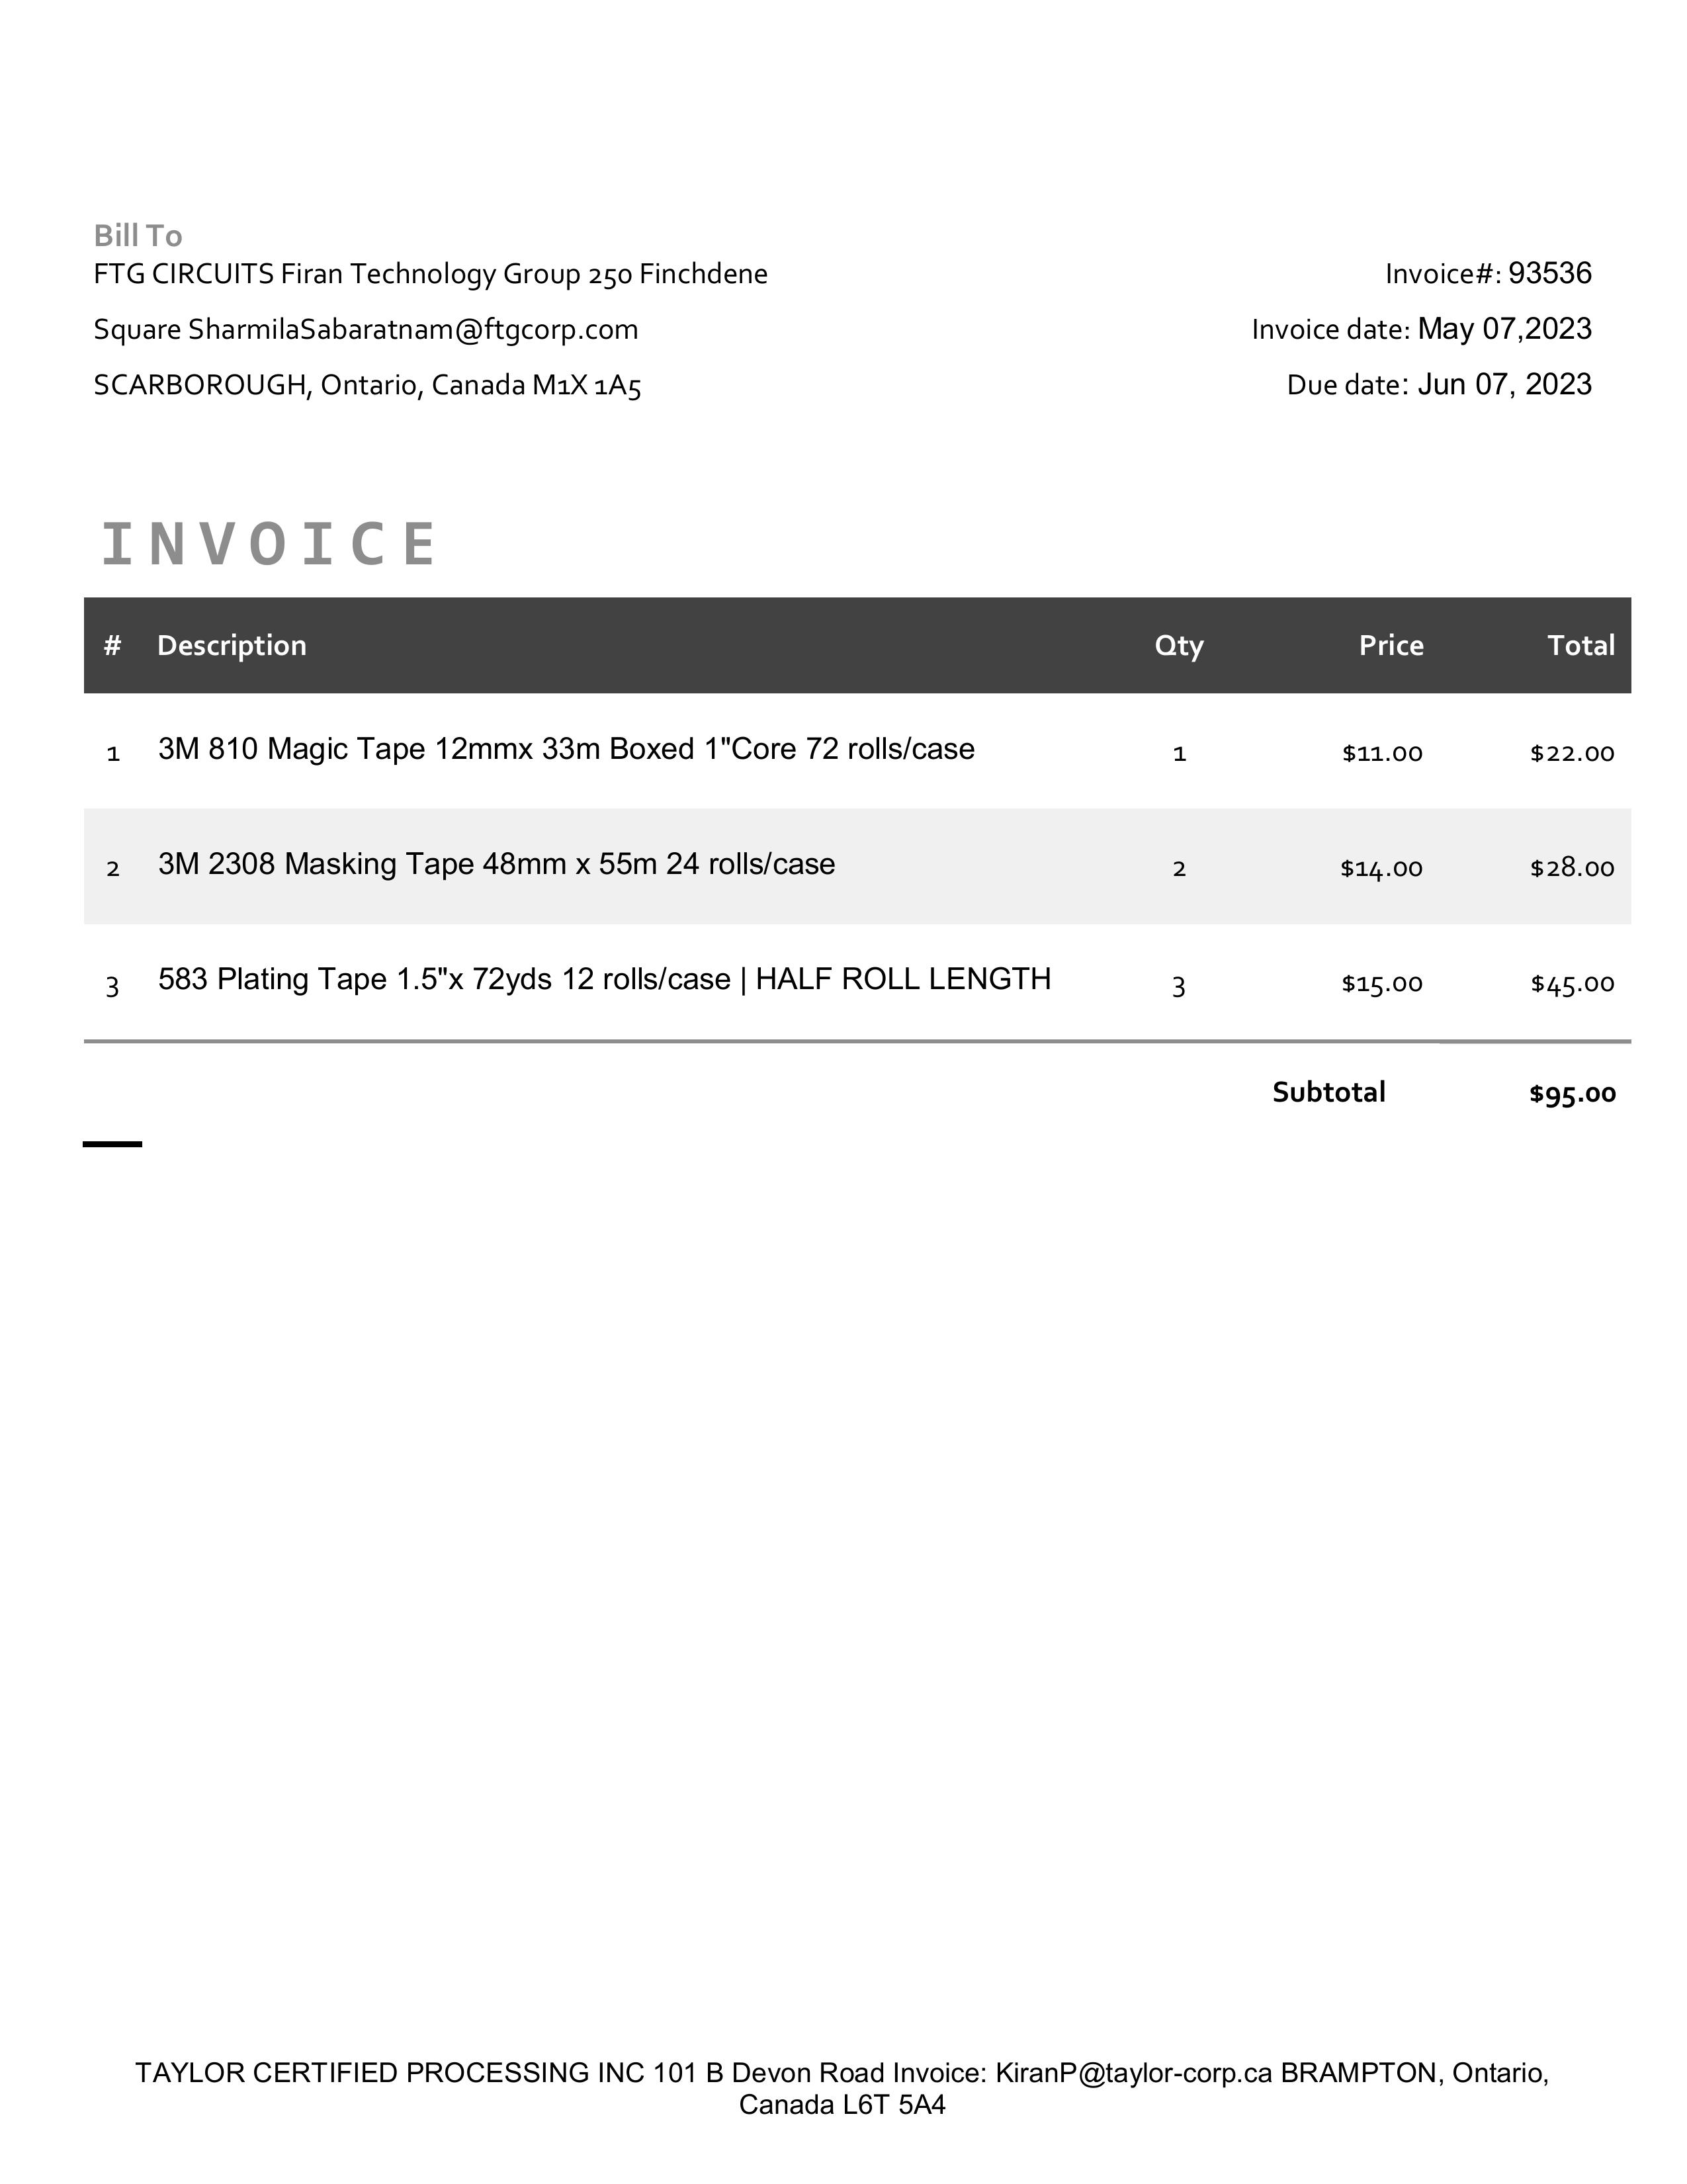 Bill To
FTG CIRCUITS Firan Technology Group 250 Finchdene
Square SharmilaSabaratnam@ftgcorp.com
SCARBOROUGH, Ontario, Canada M1X 1A5
Invoice#: 93536
Invoice date: May 07,2023
Due date: Jun 07, 2023
INVOICE
# Description Qty Price Total
1 3M 810 Magic Tape 12mmx 33m Boxed 1"Core 72 rolls/case 1 $11.00 $22.00
2 3M 2308 Masking Tape 48mm x 55m 24 rolls/case 2 $14.00 $28.00
3 583 Plating Tape 1.5"x 72yds 12 rolls/case | HALF ROLL LENGTH 3 $15.00 $45.00
Subtotal $95.00
TAYLOR CERTIFIED PROCESSING INC 101 B Devon Road Invoice: KiranP@taylor-corp.ca BRAMPTON, Ontario,
Canada L6T 5A4